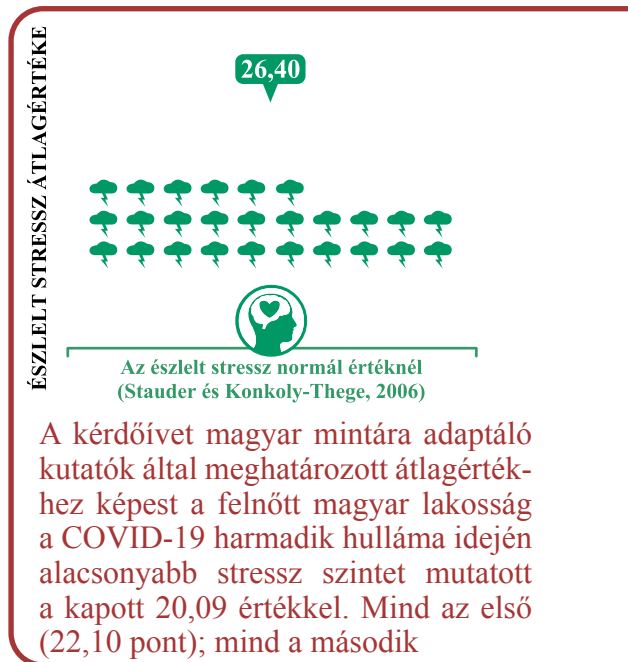 ÉSZLELT STRESSZ ÁTLAGÉRTÉKE
26,40
Az észlelt stressz normál értéknél
(Stauder és Konkoly-Thege, 2006)
A kérdőívet magyar mintára adaptáló
kutatók által meghatározott átlagérték-
hez képest a felnőtt magyar lakosság
a COVID-19 harmadik hulláma idején
alacsonyabb stressz szintet mutatott
a kapott 20,09 értékkel. Mind az első
(22,10 pont); mind a második